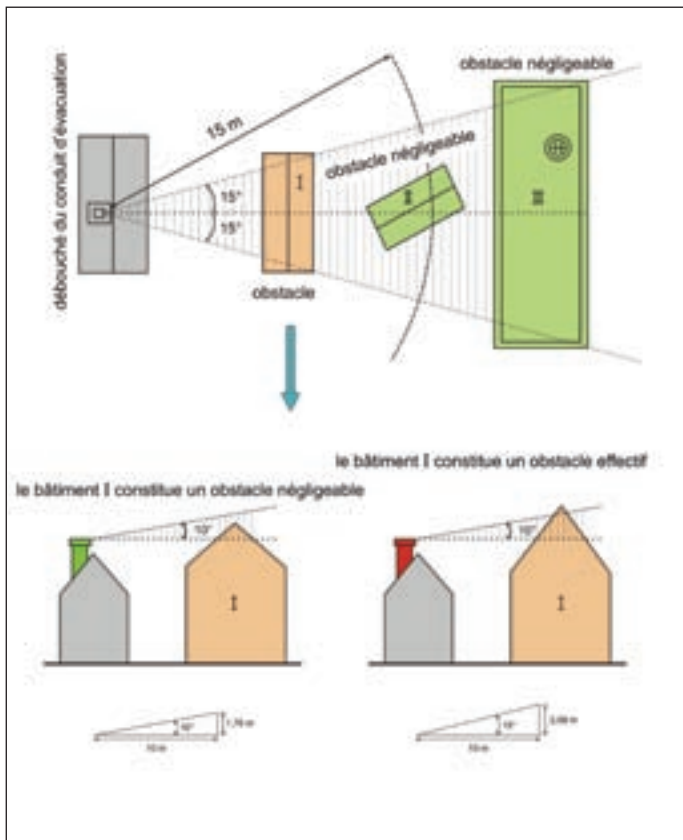 débouché du conduit d'évacuation
obstacle négligeable
15 m
obstacle négligeable
15°
15°
I
II
III
obstacle
le bâtiment I constitue un obstacle effectif
le bâtiment I constitue un obstacle négligeable
10°
I
I
10 m
10 m